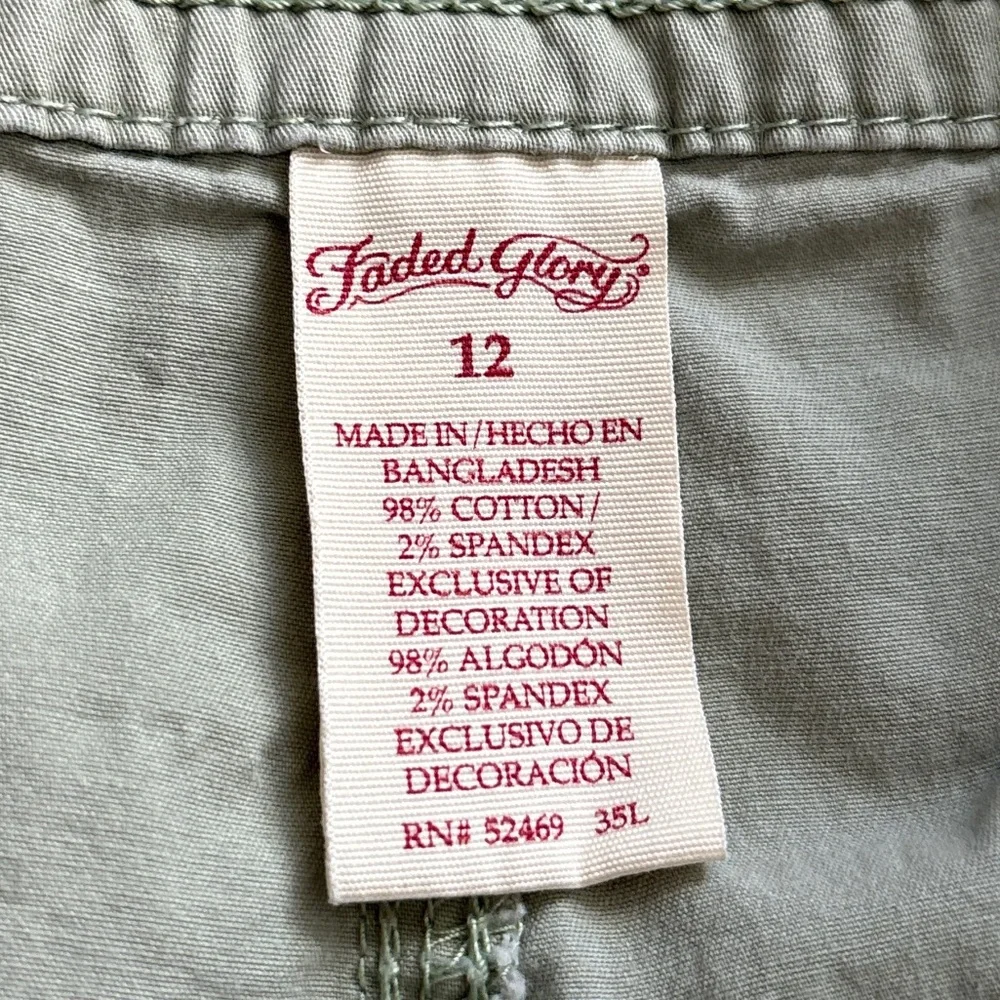 Faded Glory®
12
MADE IN/HECHO EN
BANGLADESH
98% COTTON/
2% SPANDEX
EXCLUSIVE OF
DECORATION
98% ALGODÓN
2% SPANDEX
EXCLUSIVO DE
DECORACIÓN
RN# 52469 35L